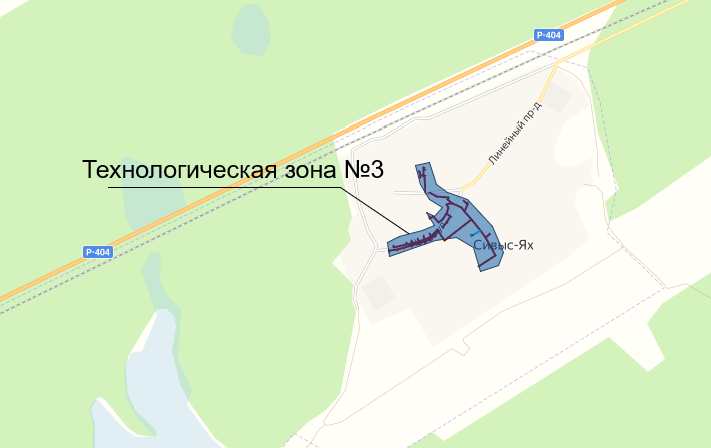 Р-404
Линейный пр-д
Технологическая зона №3
Сивыс-Ях
Р-404